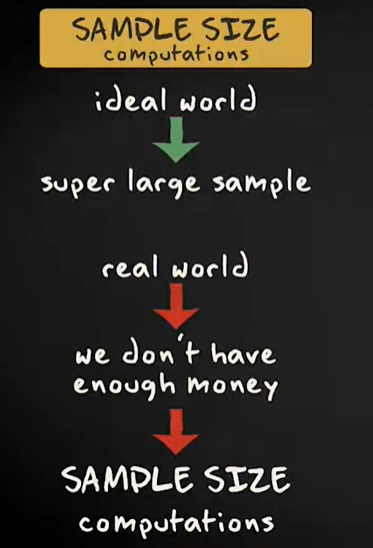 SAMPLE SIZE
computations
ideal world
super large sample
real world
we don't have
enough money
SAMPLE SIZE
computations